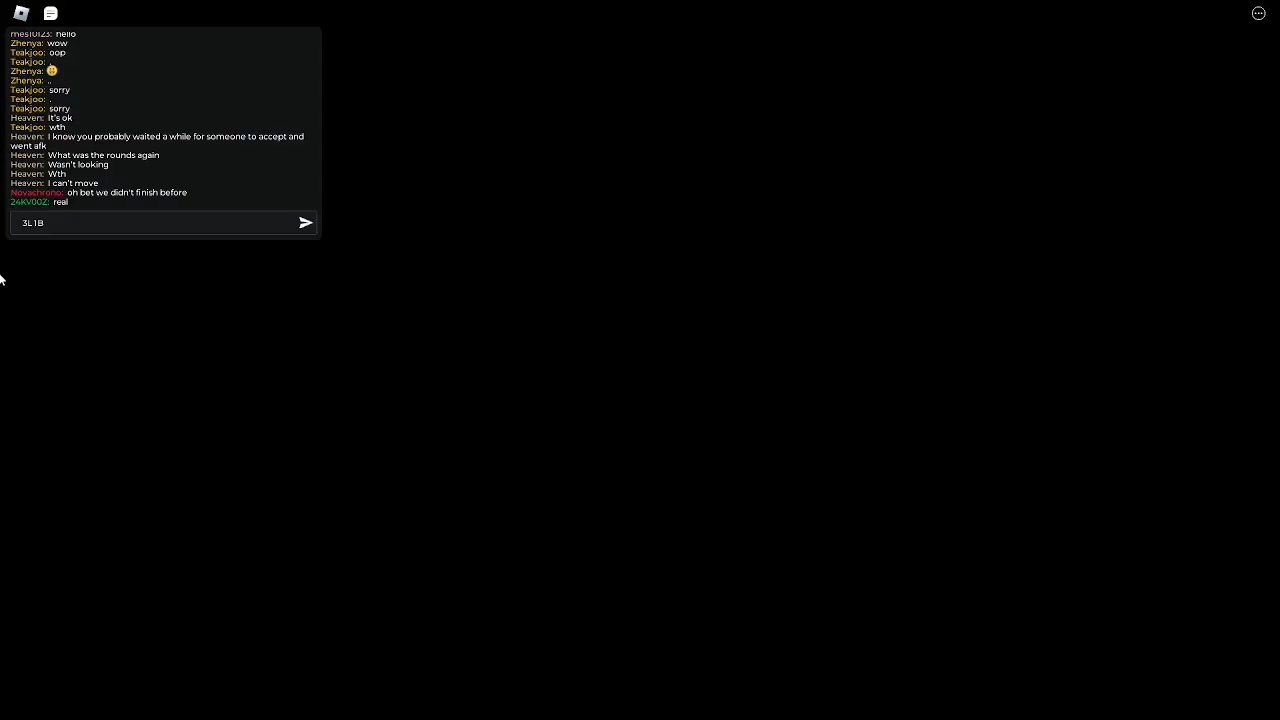 mes10123: hello
Zhenya: wow
Teakjoo: oop
Teakjoo: .
Zhenya:
Zhenya: ..
Teakjoo: sorry
Teakjoo: .
Teakjoo: sorry
Heaven: It's ok
Teakjoo: wth
Heaven: I know you probably waited a while for someone to accept and
went afk
Heaven: What was the rounds again
Heaven: Wasn't looking
Heaven: Wth
Heaven: I can't move
Novachrono: oh bet we didn't finish before
24KV00Z: real
3L1B